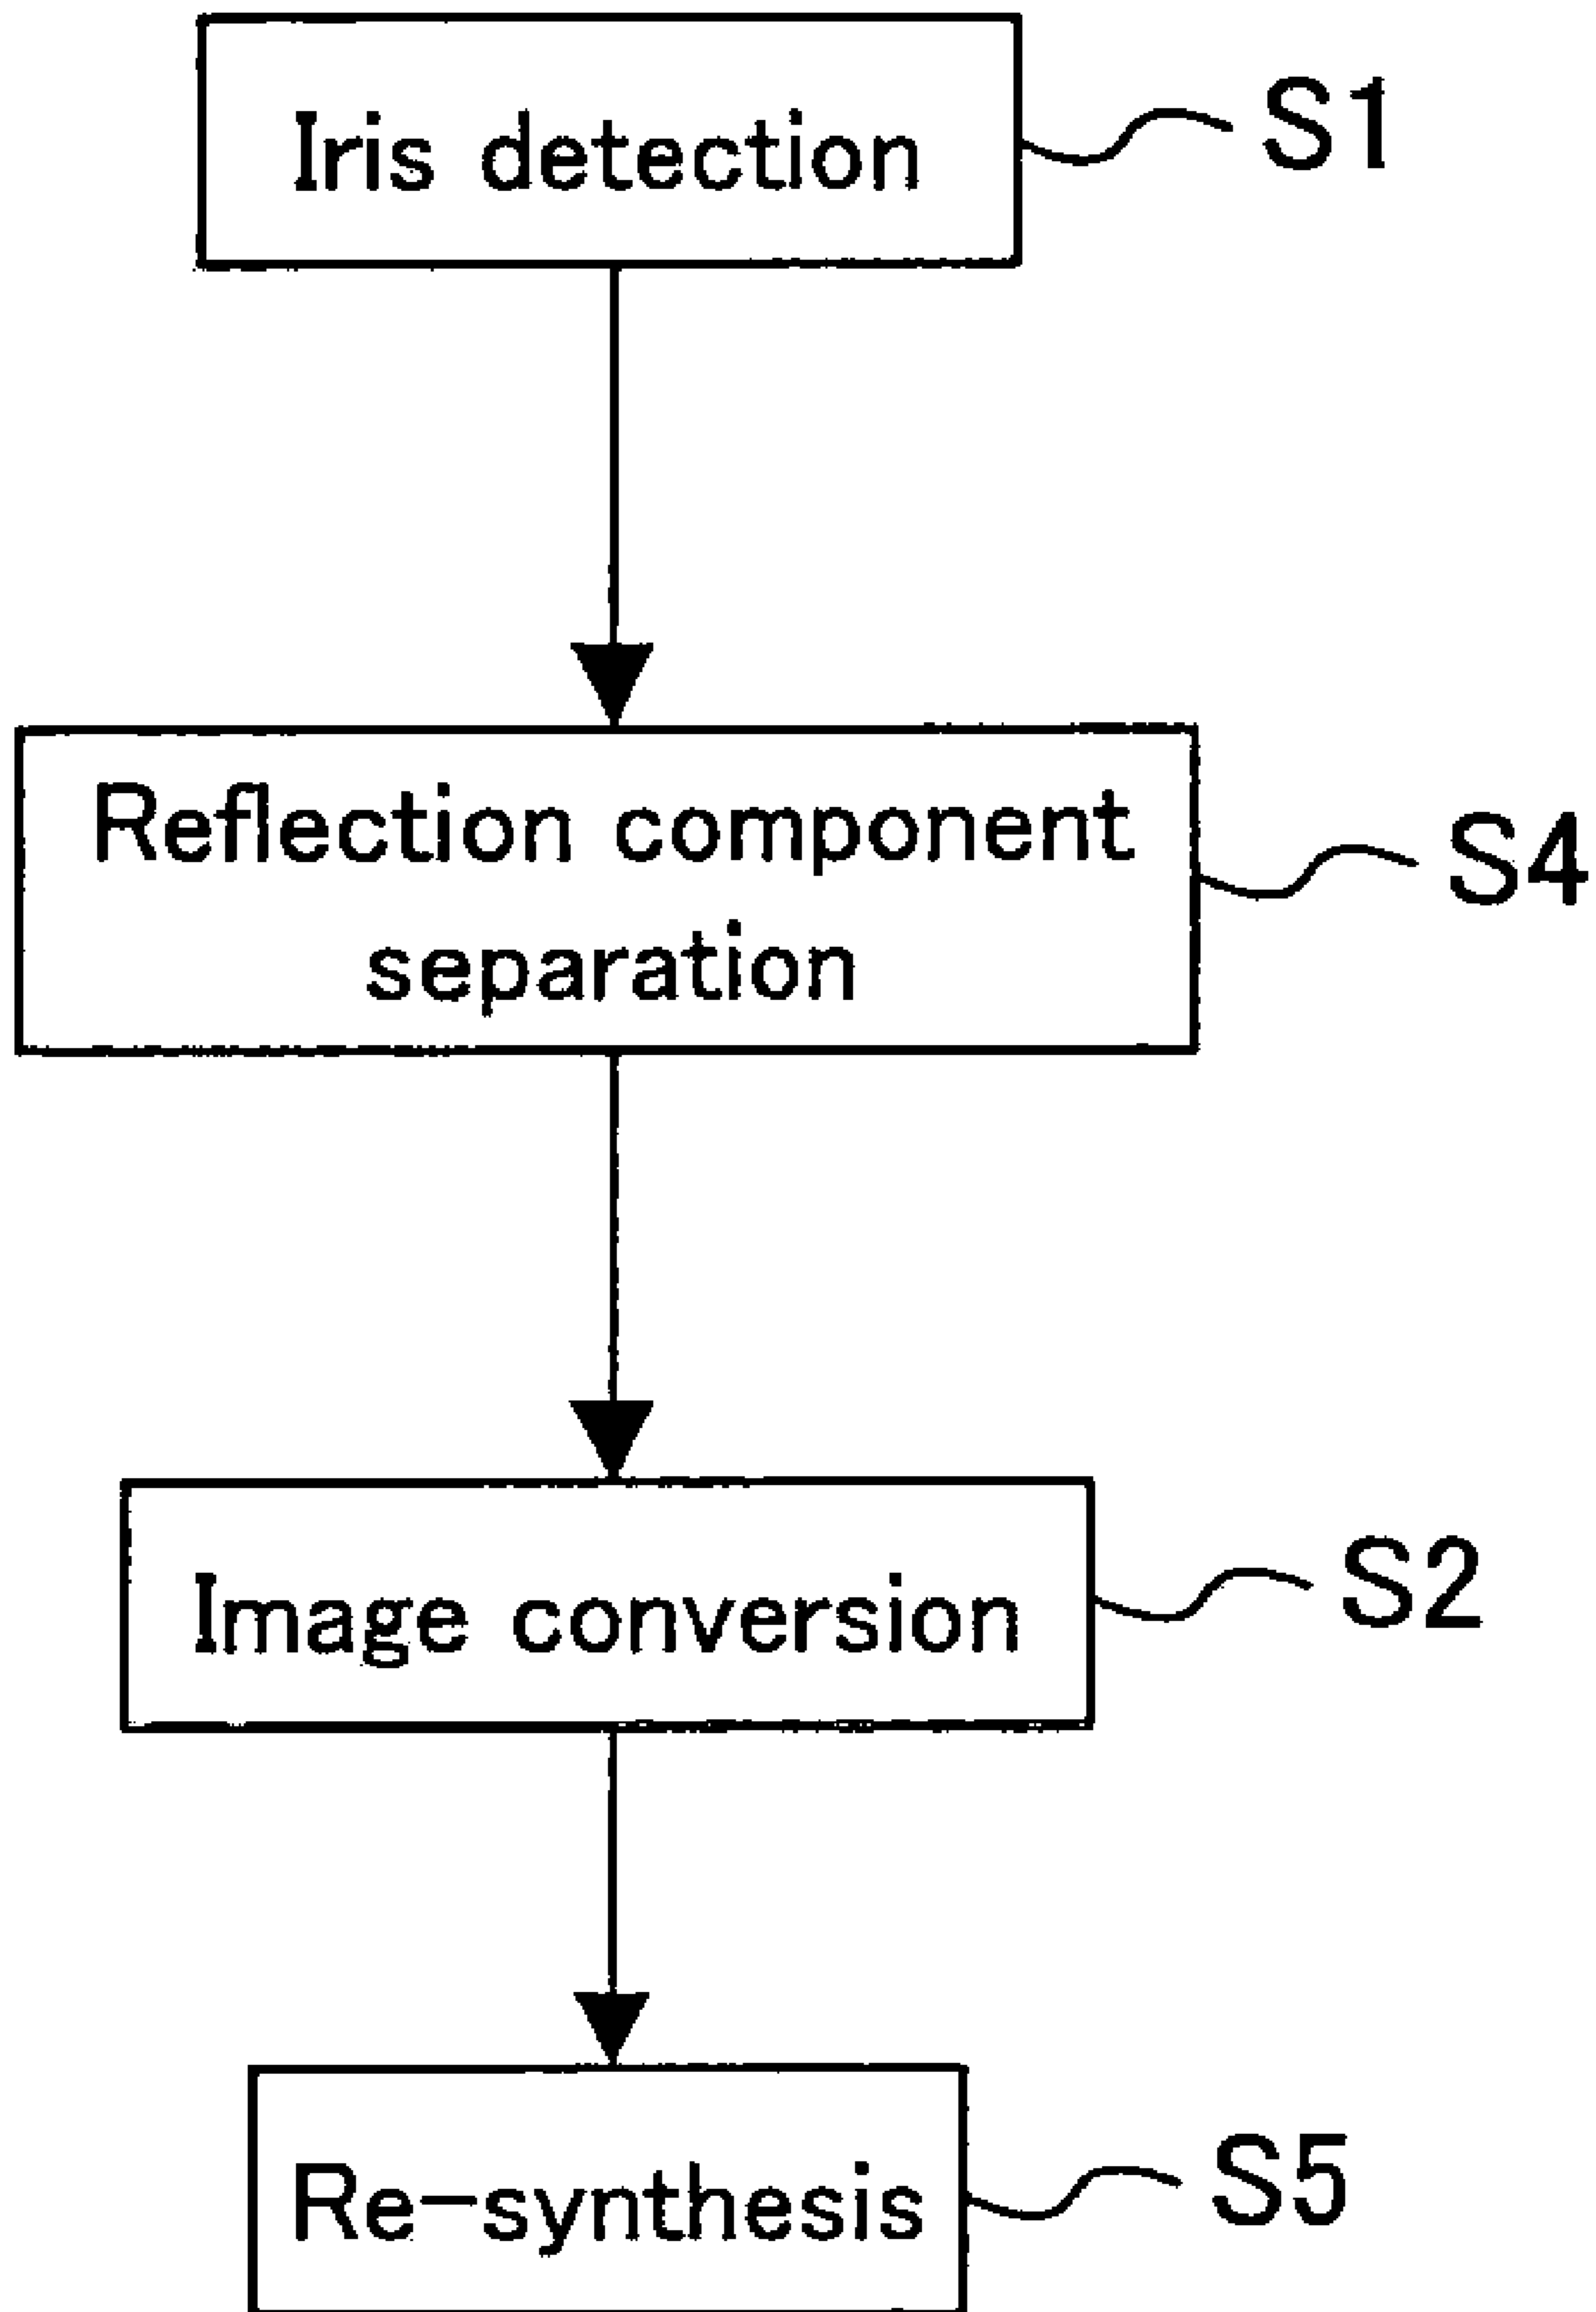 Iris detection
S1
Reflection component
separation
S4
Image conversion
S2
Re-synthesis
S5